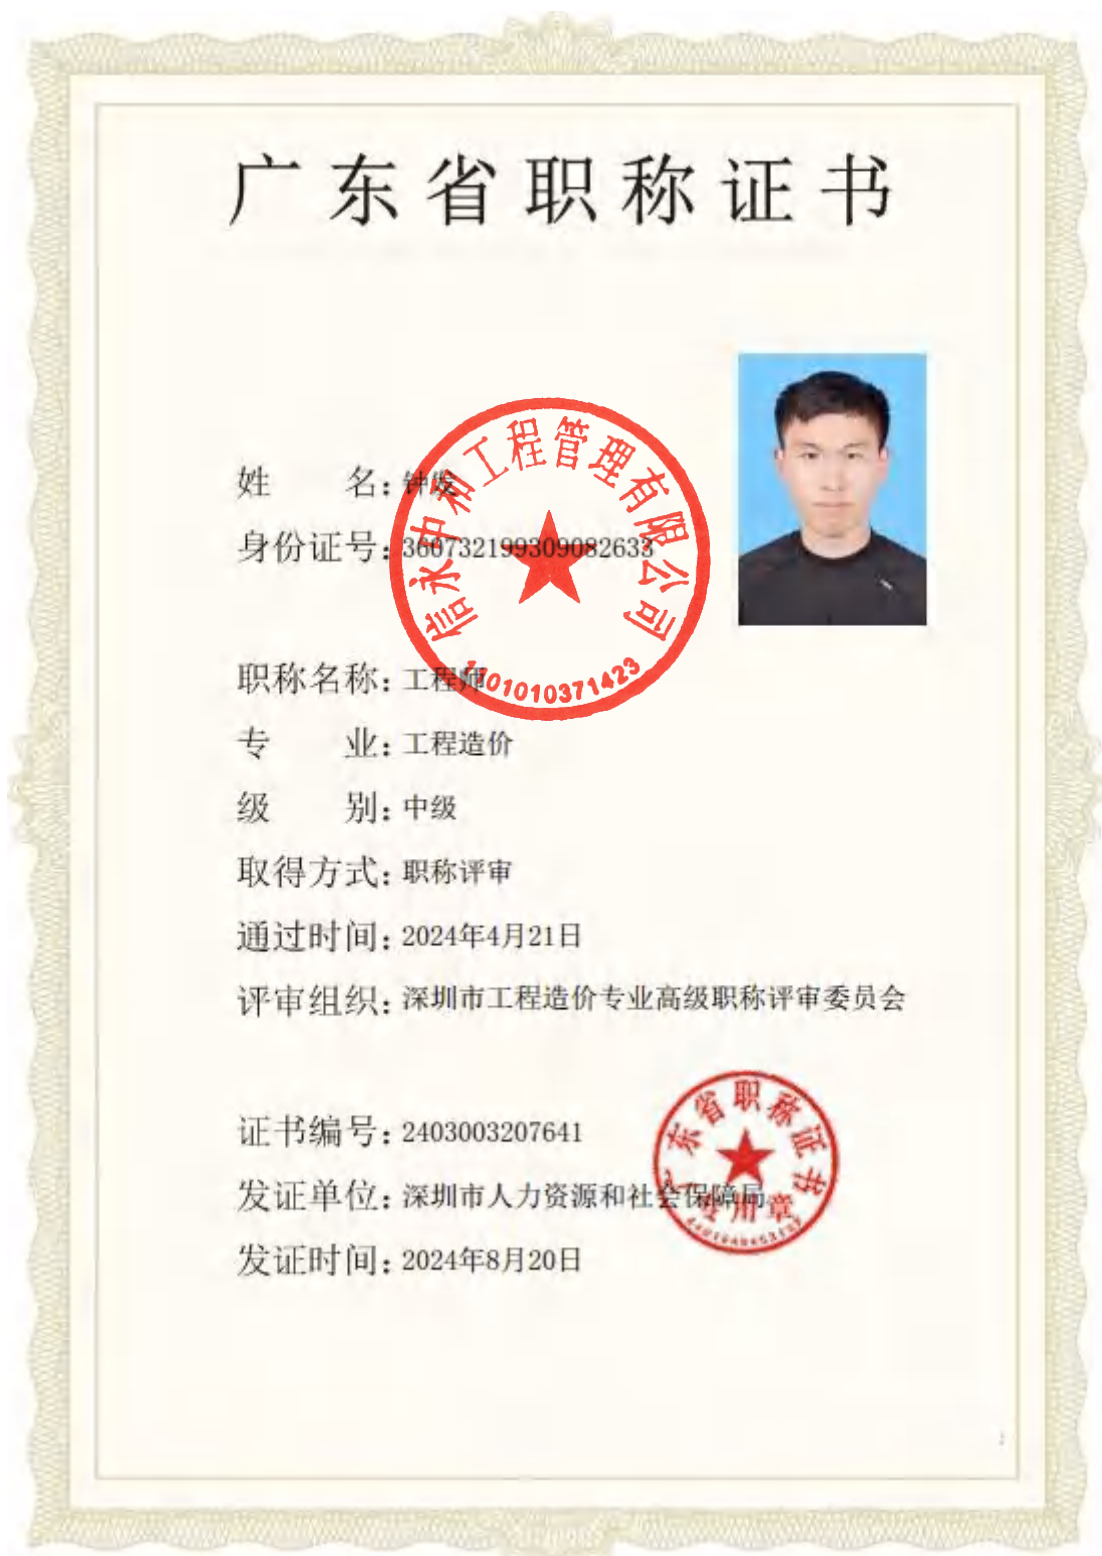 广东省职称证书
姓 名：钟发
身份证号：360732199309082633
职称名称：工程师
专 业：工程造价
级 别：中级
取得方式：职称评审
通过时间：2024年4月21日
评审组织：深圳市工程造价专业高级职称评审委员会
证书编号：2403003207641
发证单位：深圳市人力资源和社会保障局
发证时间：2024年8月20日
信永中和工程管理有限公司
1101010371423
广东省职称证书
专用章